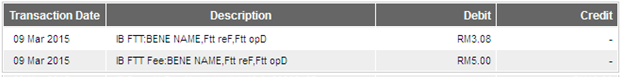 Transaction Date Description Debit Credit
09 Mar 2015 IB FTT:BENE NAME,Ftt reF,Ftt opD RM3.08 -
09 Mar 2015 IB FTT Fee:BENE NAME,Ftt reF,Ftt opD RM5.00 -